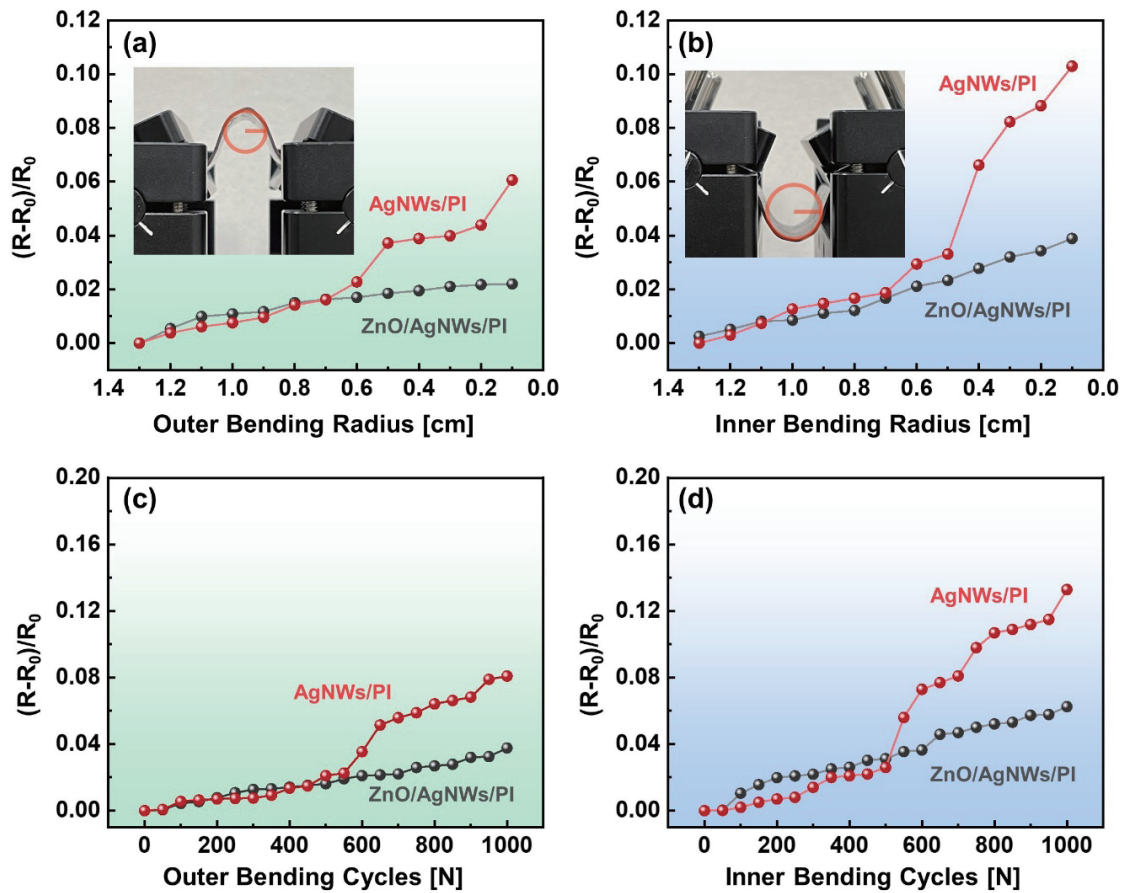 (a)
0.12
0.10
0.08
0.06
0.04
0.02
0.00
(R-R₀)/R₀
AgNWs/PI
ZnO/AgNWs/PI
1.4 1.2 1.0 0.8 0.6 0.4 0.2 0.0
Outer Bending Radius [cm]
(b)
0.12
0.10
0.08
0.06
0.04
0.02
0.00
(R-R₀)/R₀
AgNWs/PI
ZnO/AgNWs/PI
1.4 1.2 1.0 0.8 0.6 0.4 0.2 0.0
Inner Bending Radius [cm]
(c)
0.20
0.16
0.12
0.08
0.04
0.00
(R-R₀)/R₀
AgNWs/PI
ZnO/AgNWs/PI
0 200 400 600 800 1000
Outer Bending Cycles [N]
(d)
0.20
0.16
0.12
0.08
0.04
0.00
(R-R₀)/R₀
AgNWs/PI
ZnO/AgNWs/PI
0 200 400 600 800 1000
Inner Bending Cycles [N]